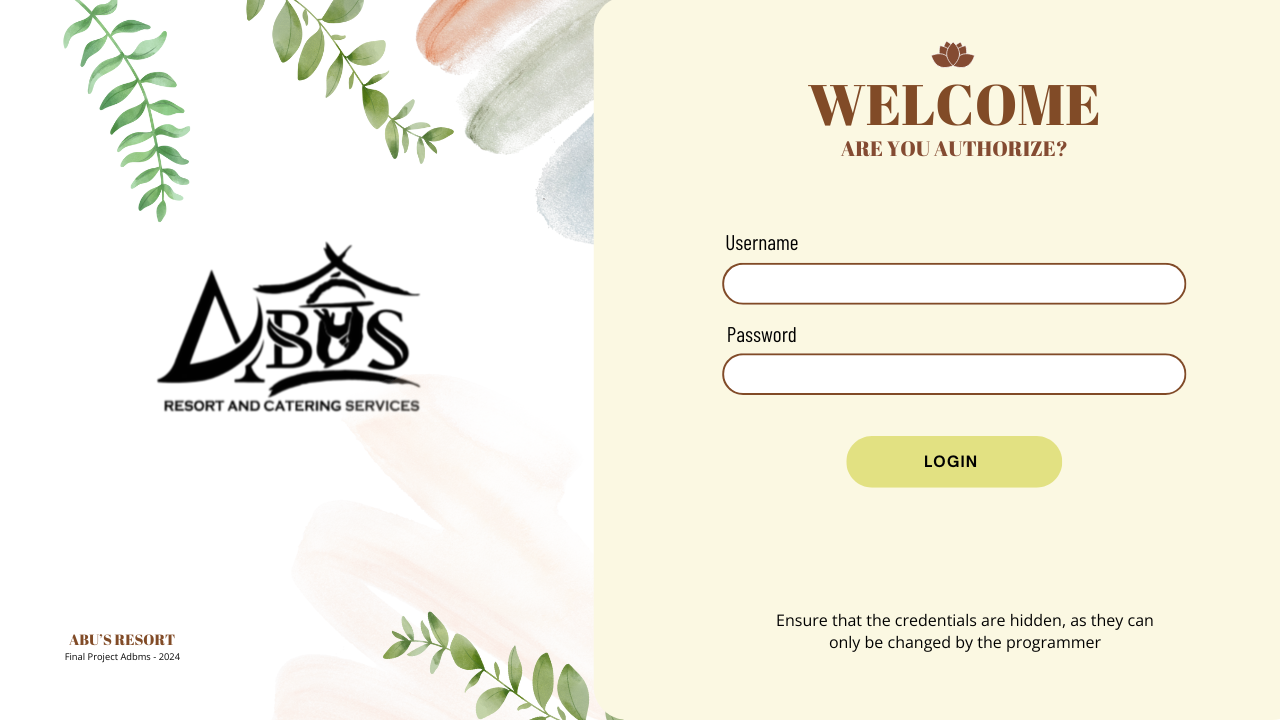 ABUS
RESORT AND CATERING SERVICES
ABU'S RESORT
Final Project Adbms - 2024
WELCOME
ARE YOU AUTHORIZE?
Username
Password
LOGIN
Ensure that the credentials are hidden, as they can
only be changed by the programmer